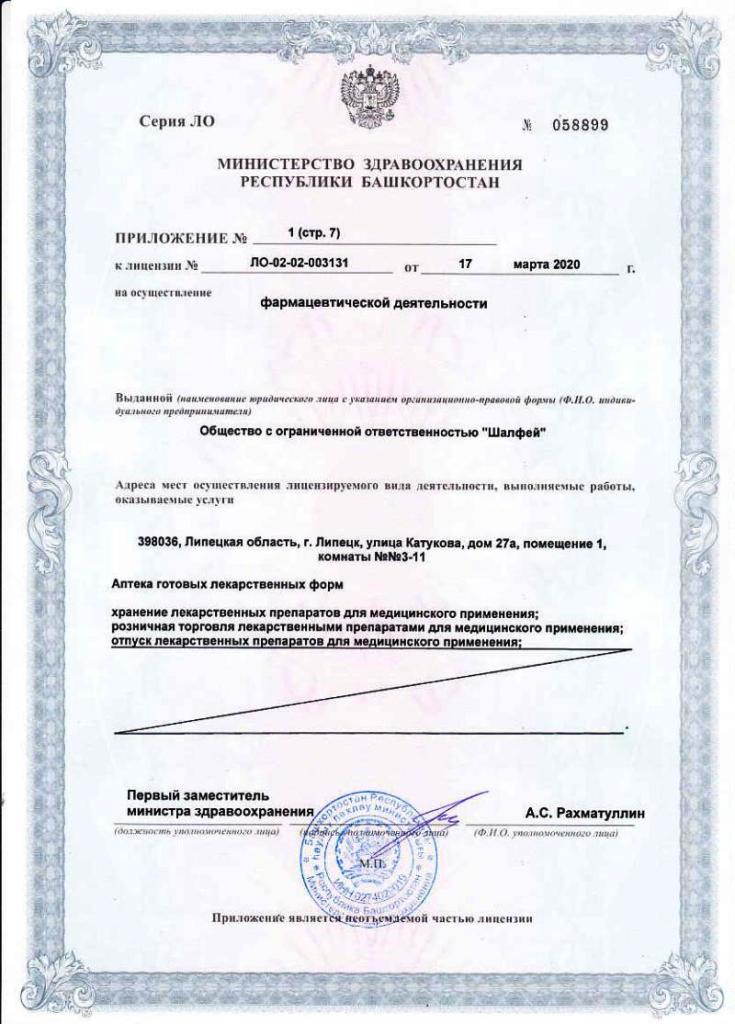 Серия ЛО
№ 058899
МИНИСТЕРСТВО ЗДРАВООХРАНЕНИЯ
РЕСПУБЛИКИ БАШКОРТОСТАН
ПРИЛОЖЕНИЕ № 1 (стр. 7)
к лицензии № ЛО-02-02-003131 от 17 марта 2020 г.
на осуществление
фармацевтической деятельности
Выданной (наименование юридического лица с указанием организационно-правовой формы (Ф.И.О. индиви-
дуального предпринимателя)
Общество с ограниченной ответственностью "Шалфей"
Адреса мест осуществления лицензируемого вида деятельности, выполняемые работы,
оказываемые услуги
398036, Липецкая область, г. Липецк, улица Катукова, дом 27а, помещение 1,
комнаты №№3-11
Аптека готовых лекарственных форм
хранение лекарственных препаратов для медицинского применения;
розничная торговля лекарственными препаратами для медицинского применения;
отпуск лекарственных препаратов для медицинского применения;
Первый заместитель
министра здравоохранения
А.С. Рахматуллин
(должность уполномоченного лица) (подпись уполномоченного лица) (Ф.И.О. уполномоченного лица)
М.П.
Республика Башкортостан
Приложение является неотъемлемой частью лицензии